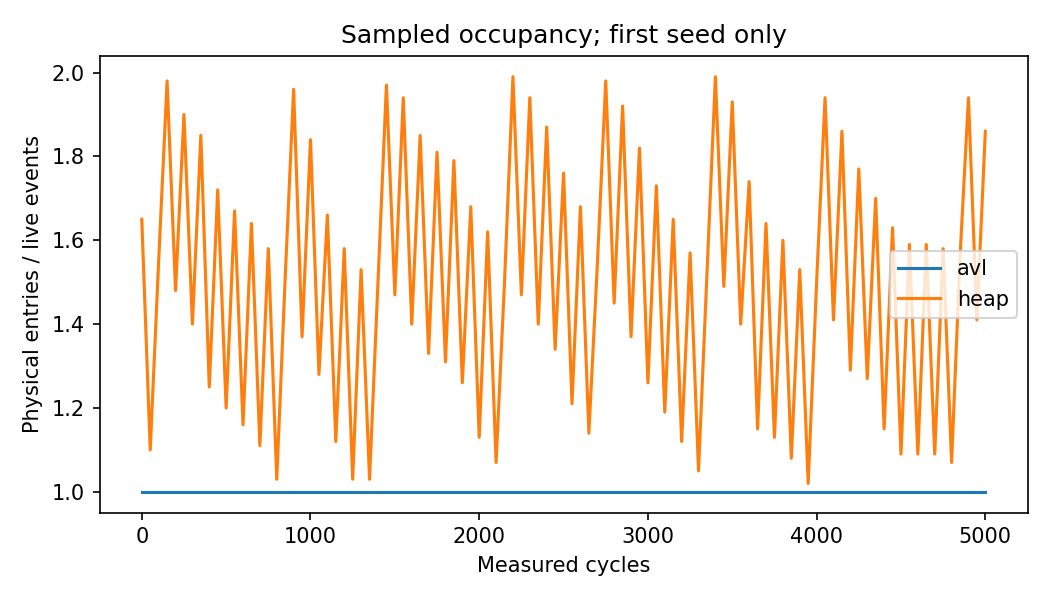 Sampled occupancy; first seed only
Physical entries / live events
2.0
1.8
1.6
1.4
1.2
1.0
avl
heap
0 1000 2000 3000 4000 5000
Measured cycles